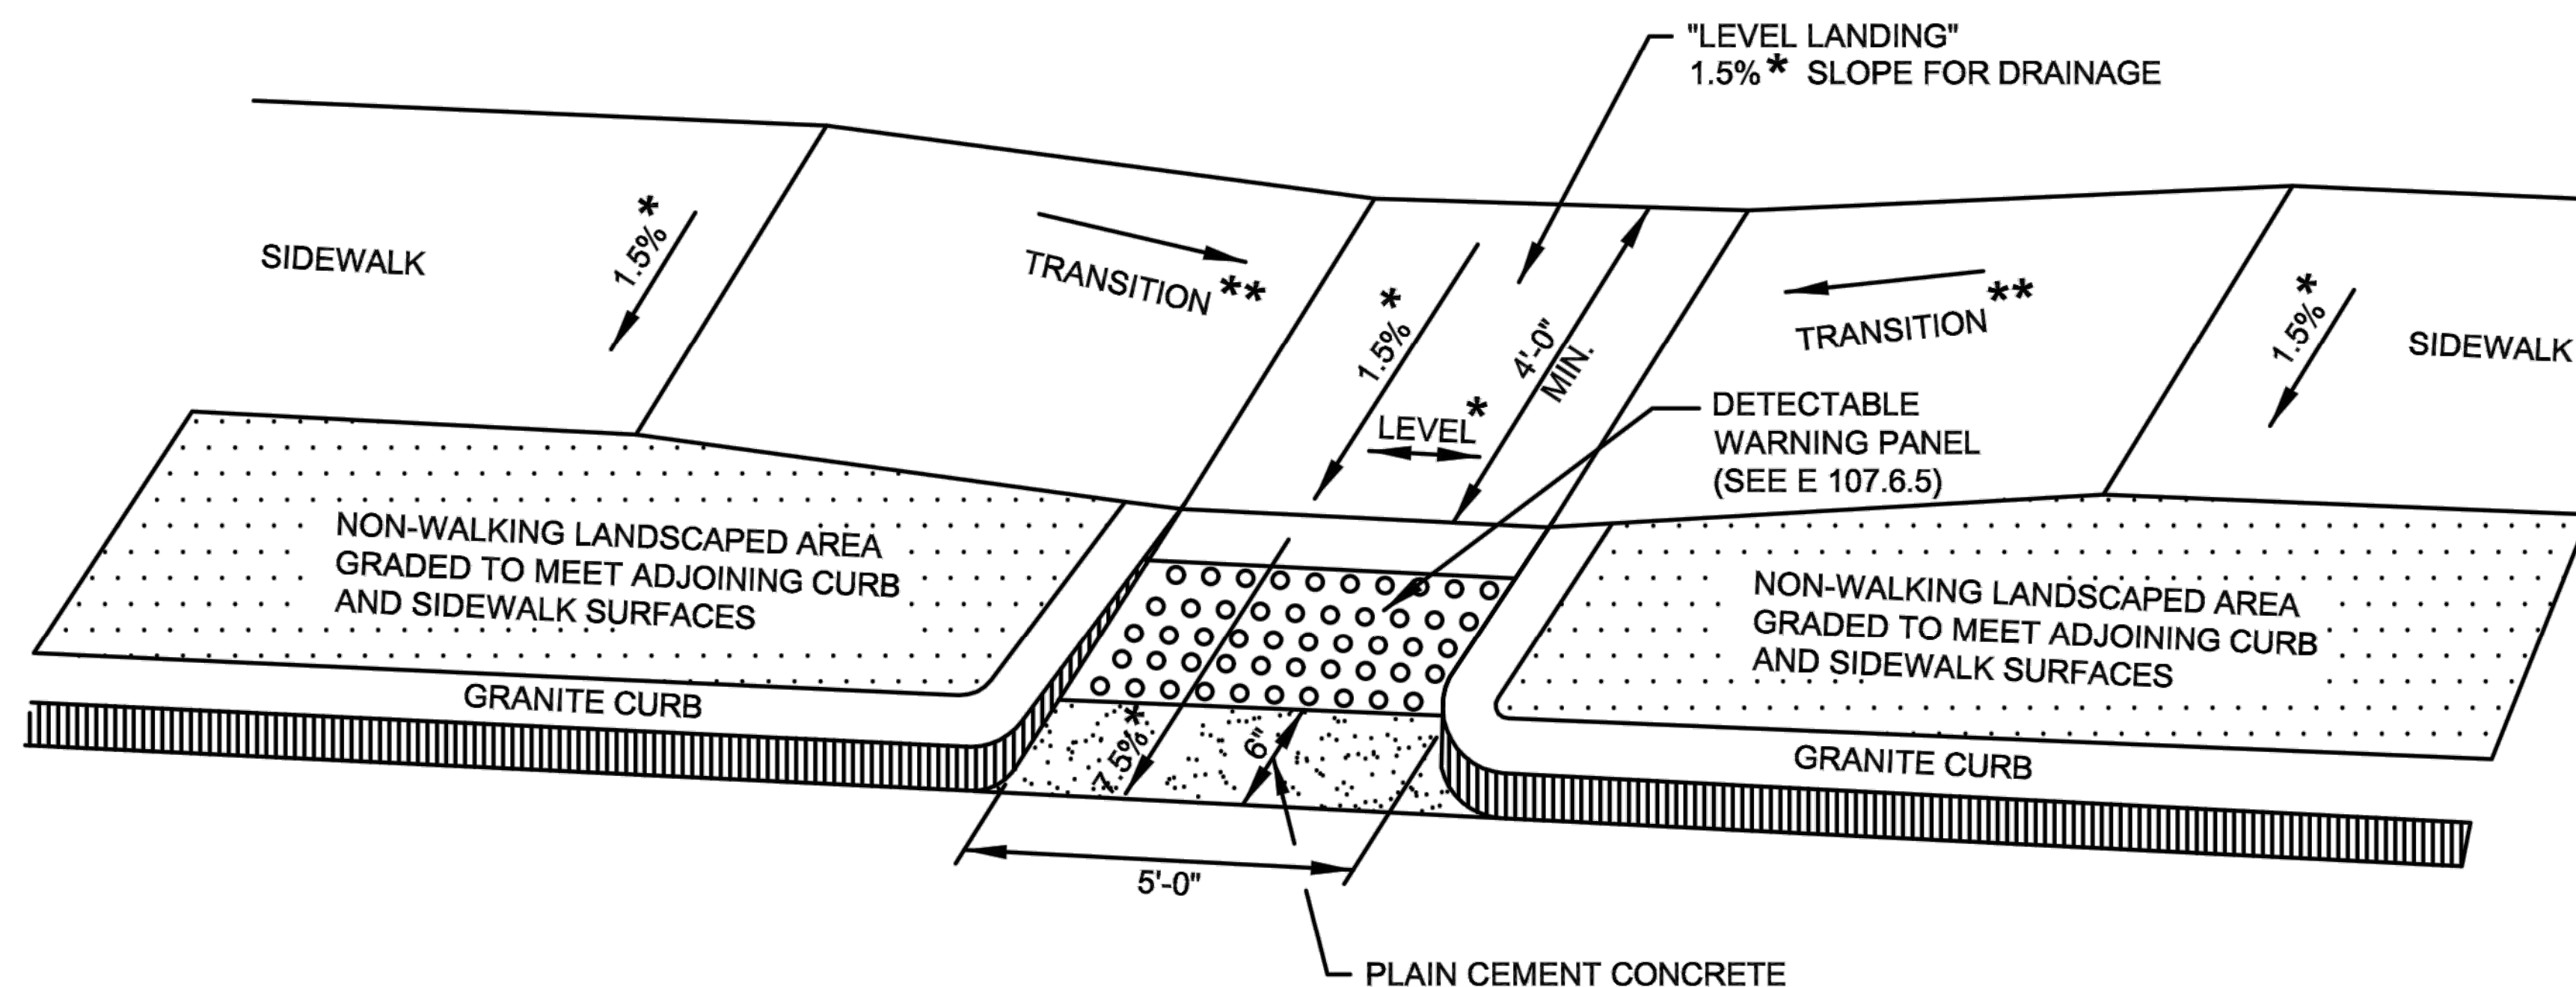 "LEVEL LANDING"
1.5%* SLOPE FOR DRAINAGE
SIDEWALK
1.5%*
TRANSITION **
1.5%*
4'-0"
MIN.
LEVEL*
TRANSITION**
1.5%*
SIDEWALK
DETECTABLE
WARNING PANEL
(SEE E 107.6.5)
NON-WALKING LANDSCAPED AREA
GRADED TO MEET ADJOINING CURB
AND SIDEWALK SURFACES
NON-WALKING LANDSCAPED AREA
GRADED TO MEET ADJOINING CURB
AND SIDEWALK SURFACES
GRANITE CURB
7.5%*
6"
GRANITE CURB
5'-0"
PLAIN CEMENT CONCRETE